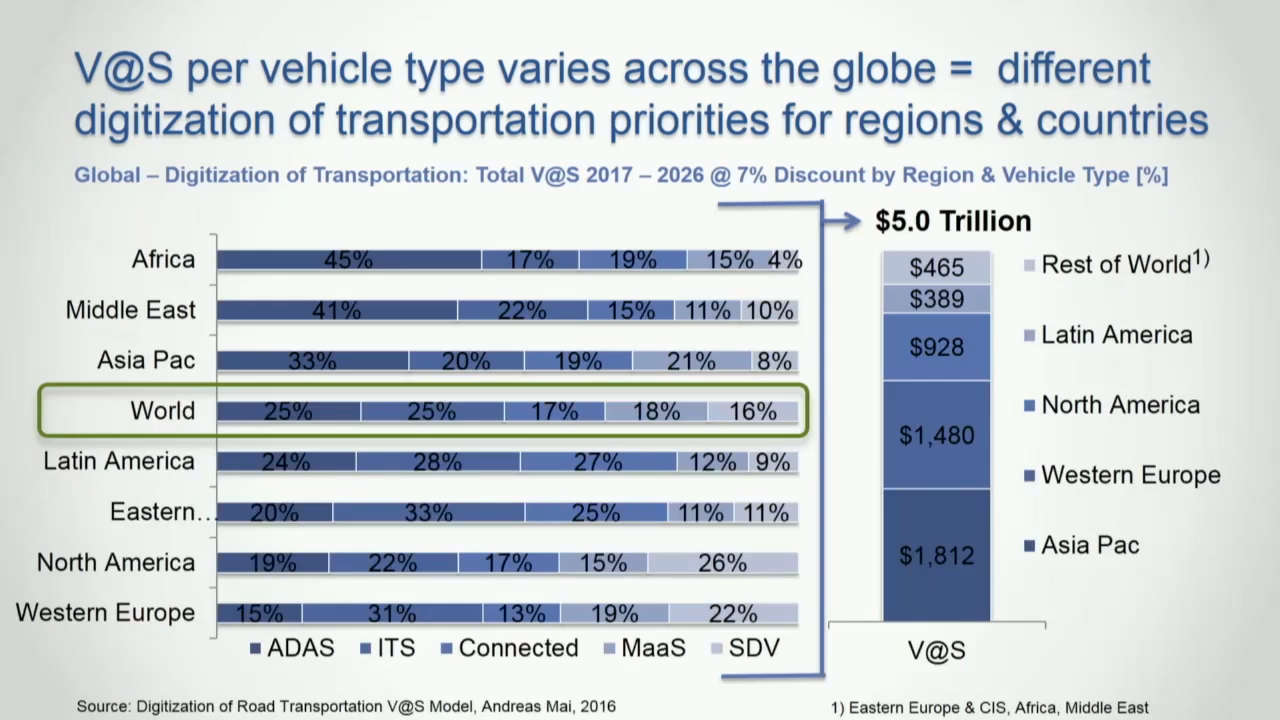 V@S per vehicle type varies across the globe = different
digitization of transportation priorities for regions & countries
Global – Digitization of Transportation: Total V@S 2017 – 2026 @ 7% Discount by Region & Vehicle Type [%]
Africa 45% 17% 19% 15% 4%
Middle East 41% 22% 15% 11% 10%
Asia Pac 33% 20% 19% 21% 8%
World 25% 25% 17% 18% 16%
Latin America 24% 28% 27% 12% 9%
Eastern… 20% 33% 25% 11% 11%
North America 19% 22% 17% 15% 26%
Western Europe 15% 31% 13% 19% 22%
ADAS ITS Connected MaaS SDV
$5.0 Trillion
$465
$389
$928
$1,480
$1,812
V@S
Rest of World1)
Latin America
North America
Western Europe
Asia Pac
Source: Digitization of Road Transportation V@S Model, Andreas Mai, 2016
1) Eastern Europe & CIS, Africa, Middle East